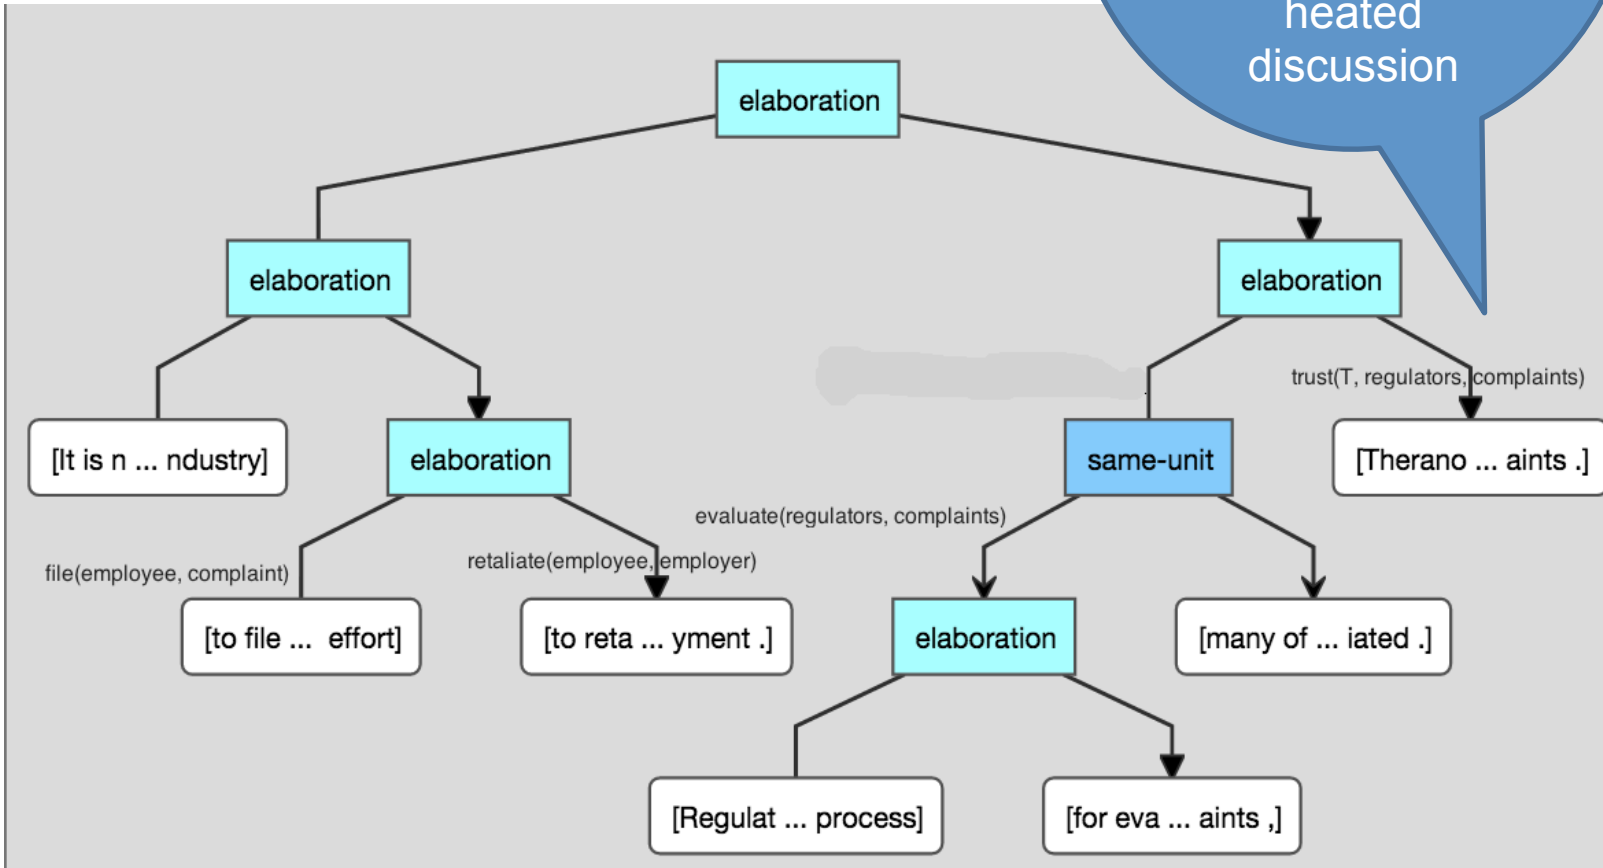 heated
discussion
elaboration
elaboration
elaboration
trust(T, regulators, complaints)
[It is n ... ndustry]
elaboration
same-unit
[Therano ... aints .]
evaluate(regulators, complaints)
file(employee, complaint)
retaliate(employee, employer)
[to file ...  effort]
[to reta ... yment .]
elaboration
[many of ... iated .]
[Regulat ... process]
[for eva ... aints ,]